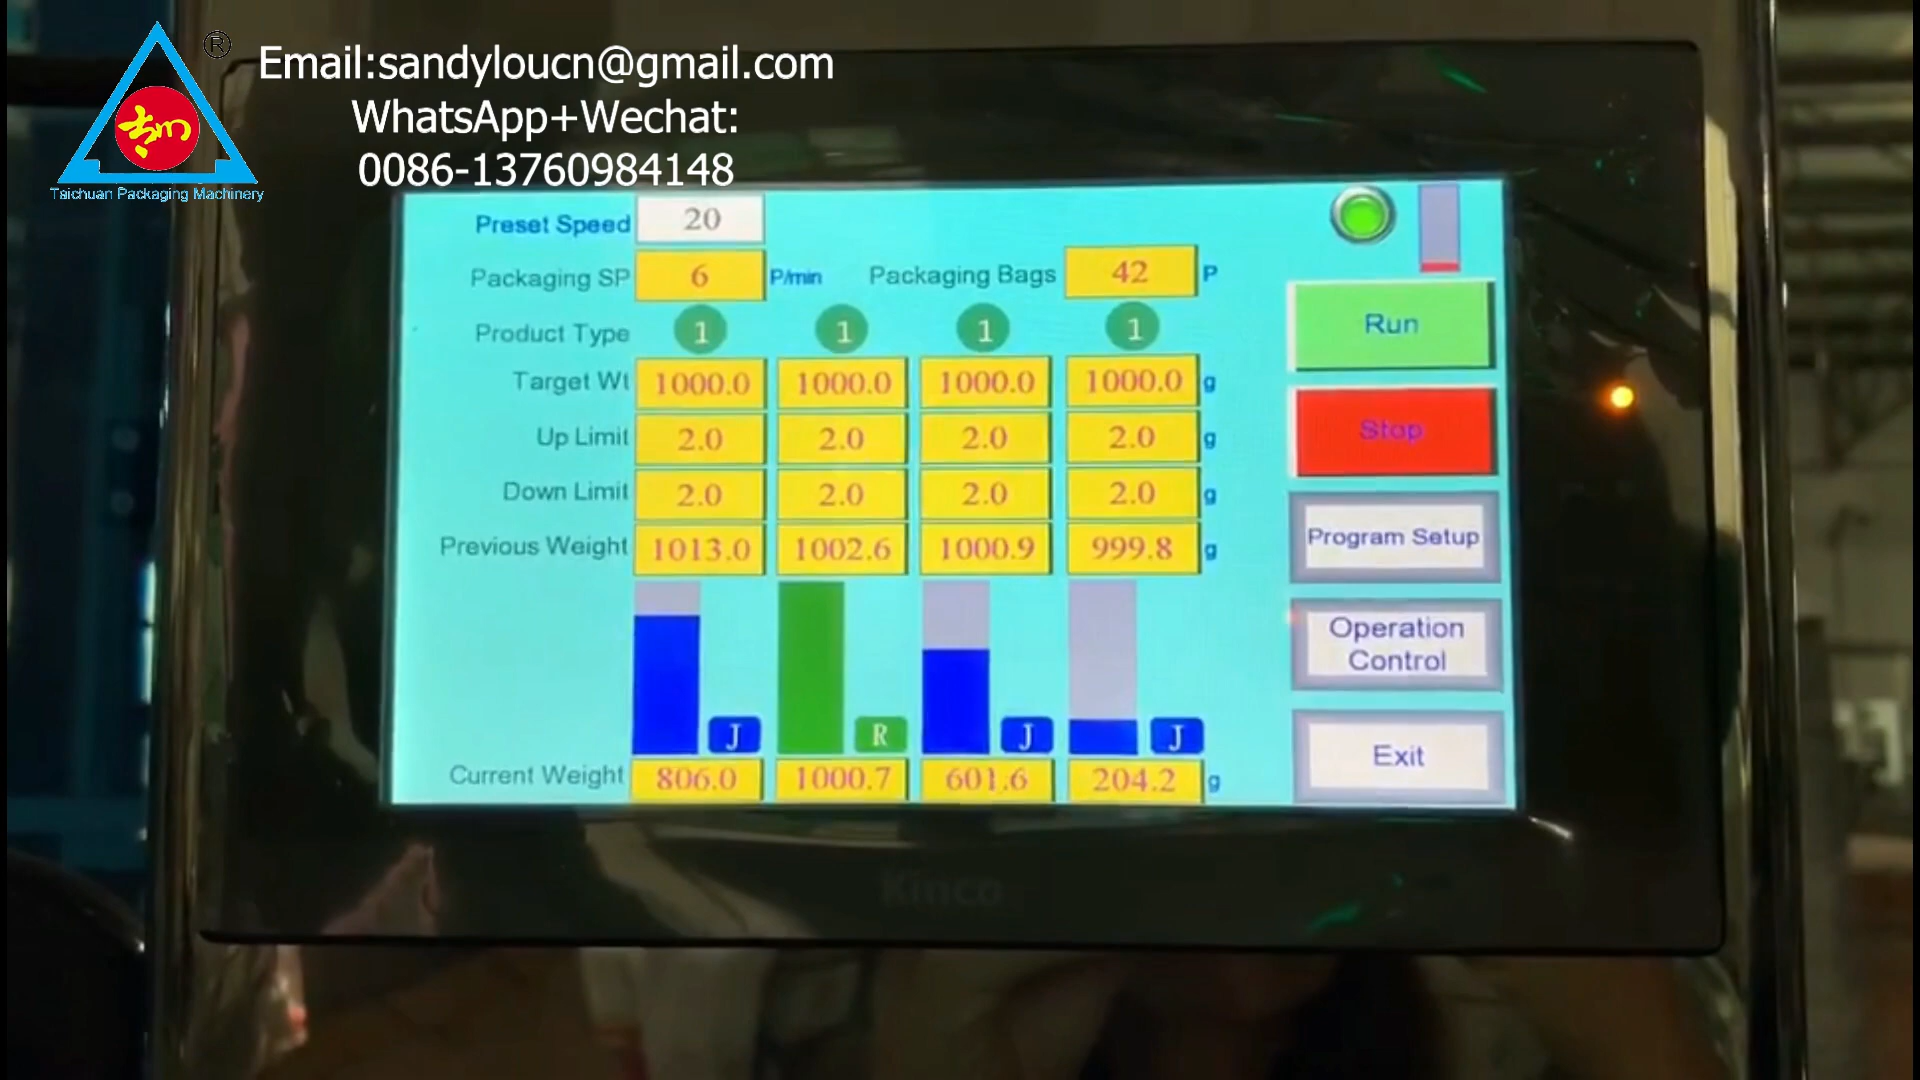 ®
Email:sandyloucn@gmail.com
WhatsApp+Wechat:
0086-13760984148
Taichuan Packaging Machinery
Preset Speed 20
Packaging SP 6 P/min Packaging Bags 42 P
Product Type 1 1 1 1
Target Wt 1000.0 1000.0 1000.0 1000.0 g
Up Limit 2.0 2.0 2.0 2.0 g
Down Limit 2.0 2.0 2.0 2.0 g
Previous Weight 1013.0 1002.6 1000.9 999.8 g
J R J J
Current Weight 806.0 1000.7 601.6 204.2 g
Run
Stop
Program Setup
Operation
Control
Exit
Kinco